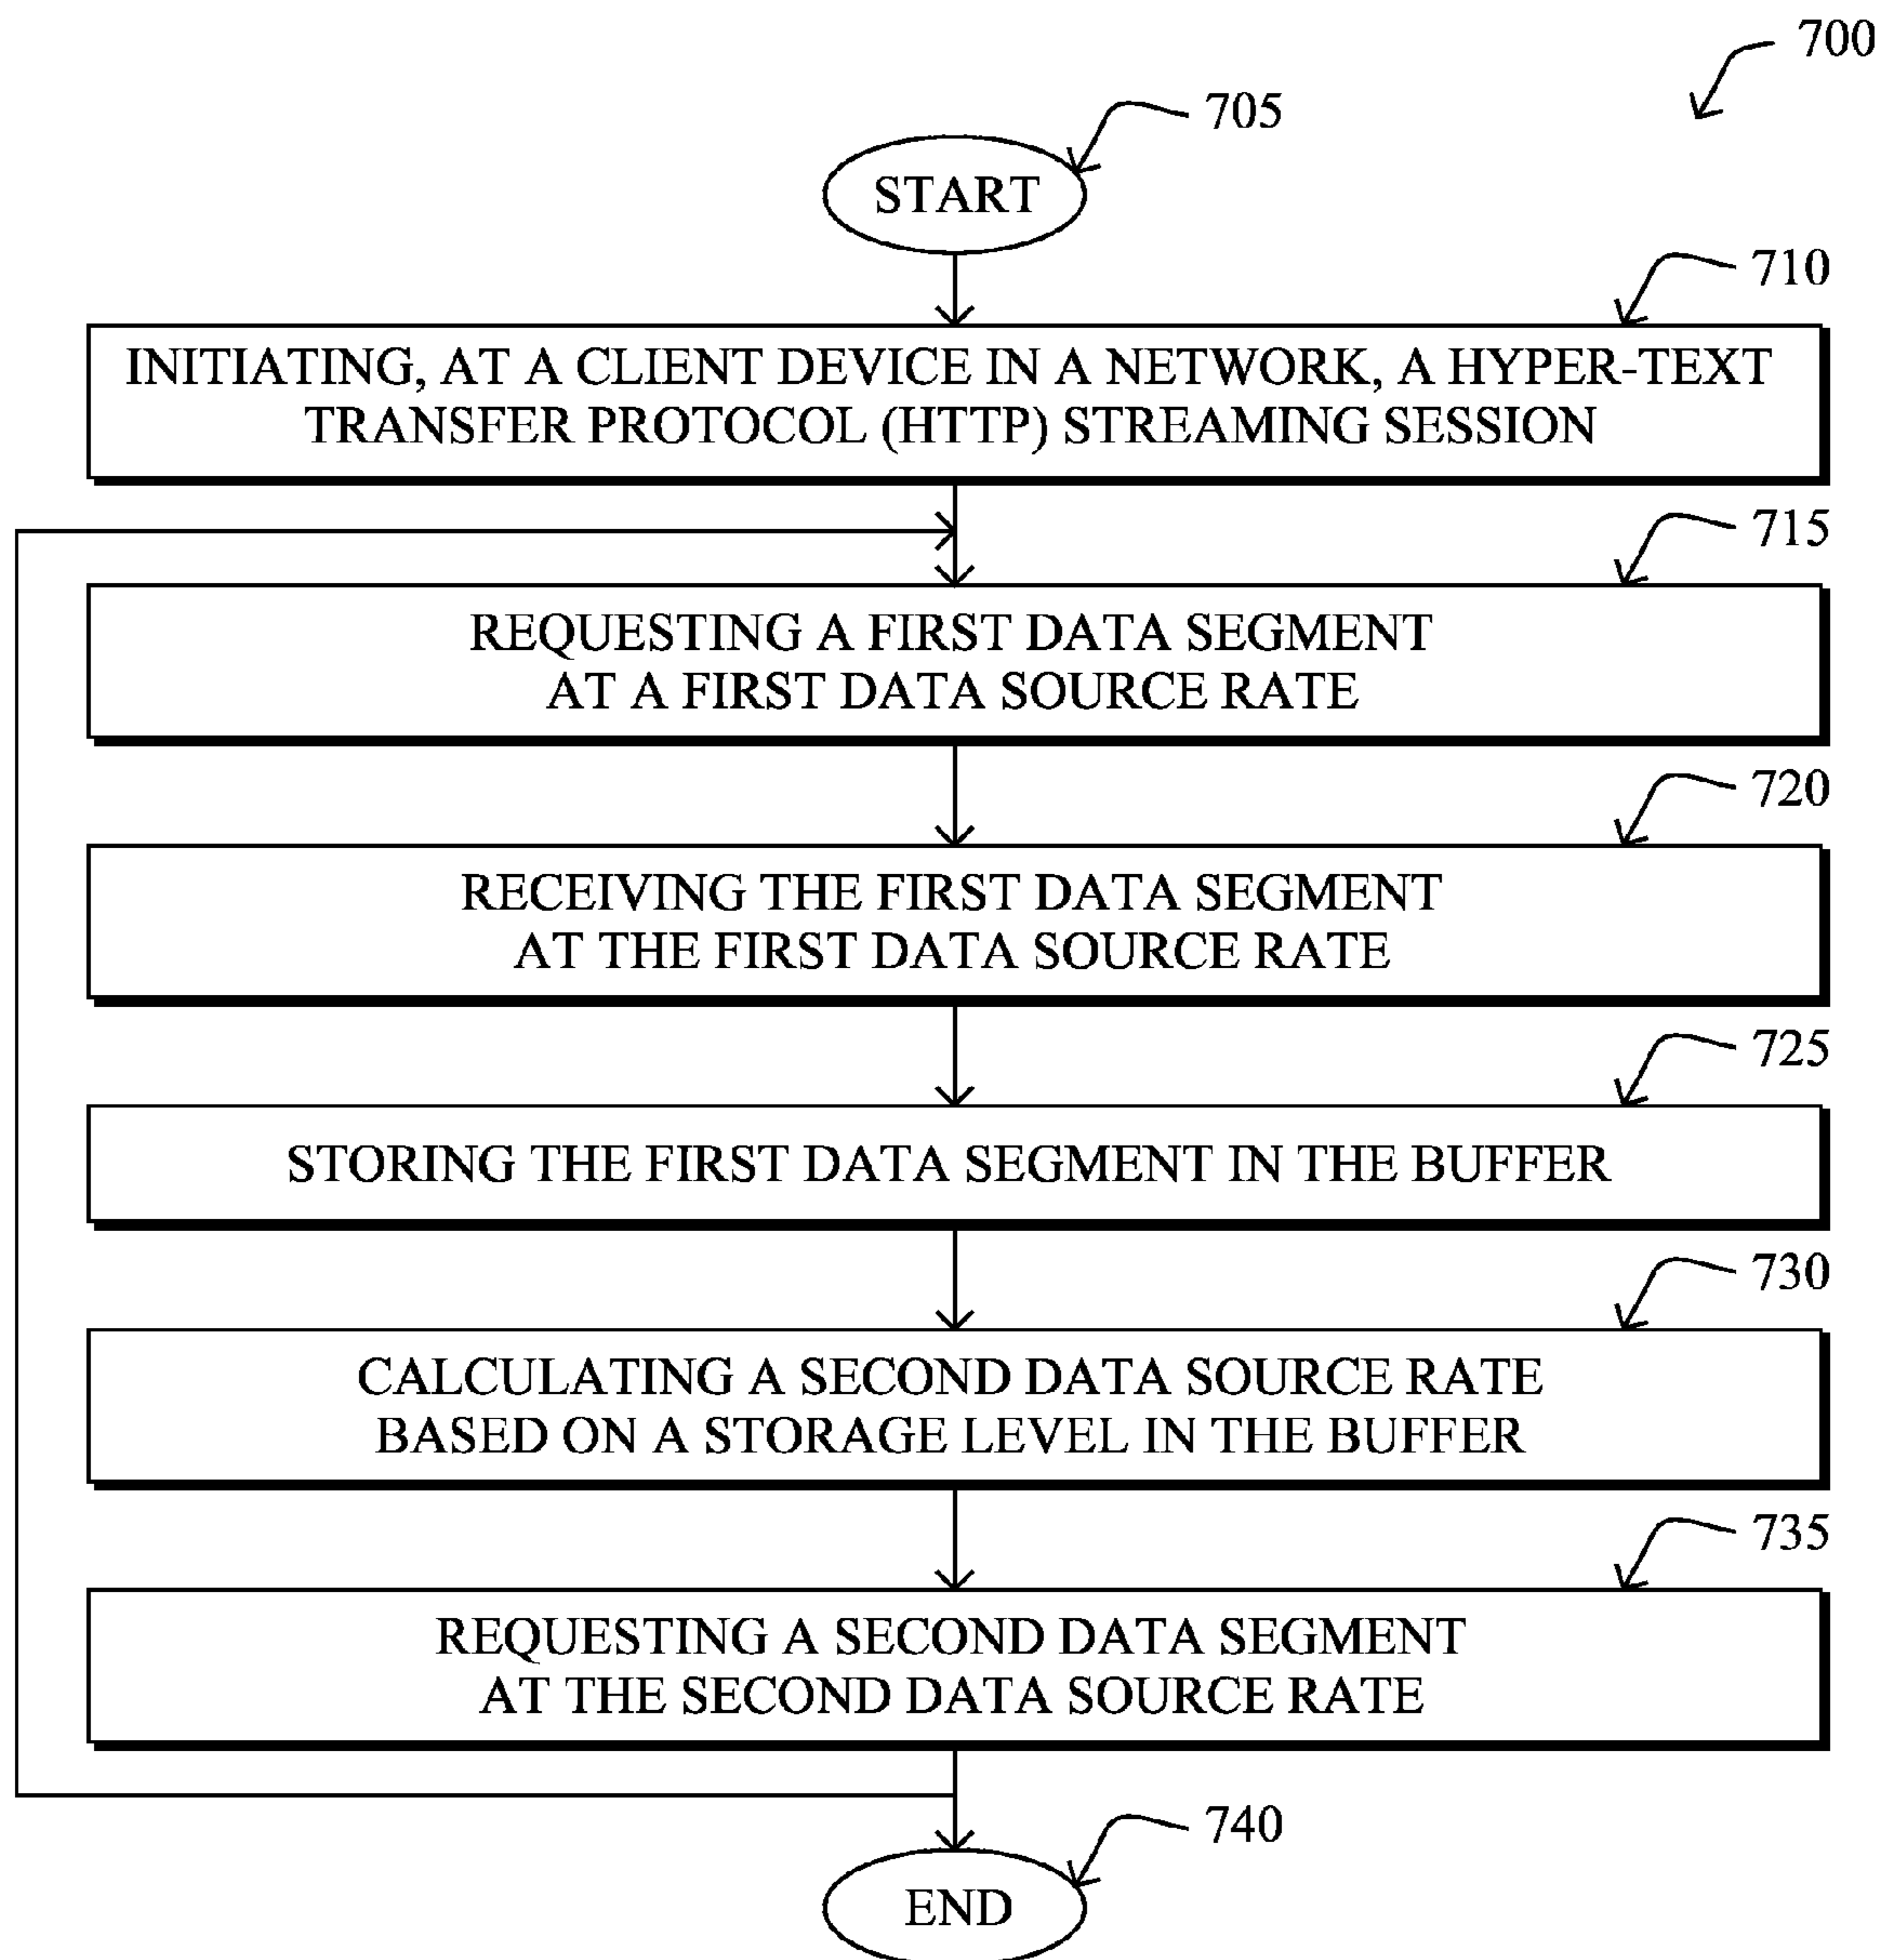 700
705
START
710
INITIATING, AT A CLIENT DEVICE IN A NETWORK, A HYPER-TEXT
TRANSFER PROTOCOL (HTTP) STREAMING SESSION
715
REQUESTING A FIRST DATA SEGMENT
AT A FIRST DATA SOURCE RATE
720
RECEIVING THE FIRST DATA SEGMENT
AT THE FIRST DATA SOURCE RATE
725
STORING THE FIRST DATA SEGMENT IN THE BUFFER
730
CALCULATING A SECOND DATA SOURCE RATE
BASED ON A STORAGE LEVEL IN THE BUFFER
735
REQUESTING A SECOND DATA SEGMENT
AT THE SECOND DATA SOURCE RATE
740
END